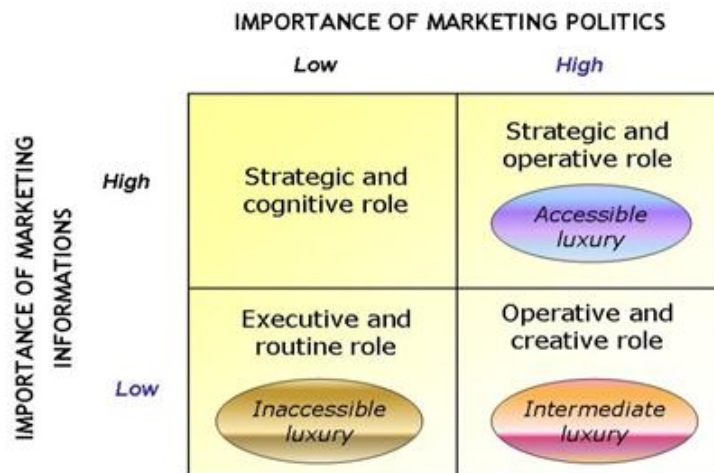 IMPORTANCE OF MARKETING POLITICS
Low
High
IMPORTANCE OF MARKETING
INFORMATIONS
High
Strategic and
cognitive role
Strategic and
operative role
Accessible
luxury
Low
Executive and
routine role
Inaccessible
luxury
Operative and
creative role
Intermediate
luxury